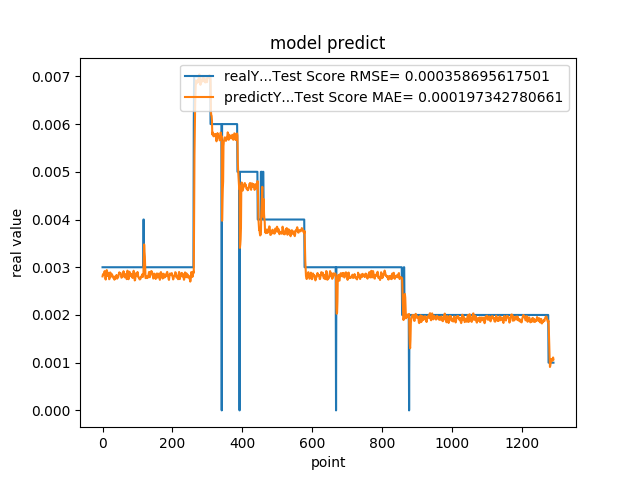 model predict
realY...Test Score RMSE= 0.000358695617501
predictY...Test Score MAE= 0.000197342780661
0.007
0.006
0.005
0.004
0.003
0.002
0.001
0.000
real value
0 200 400 600 800 1000 1200
point